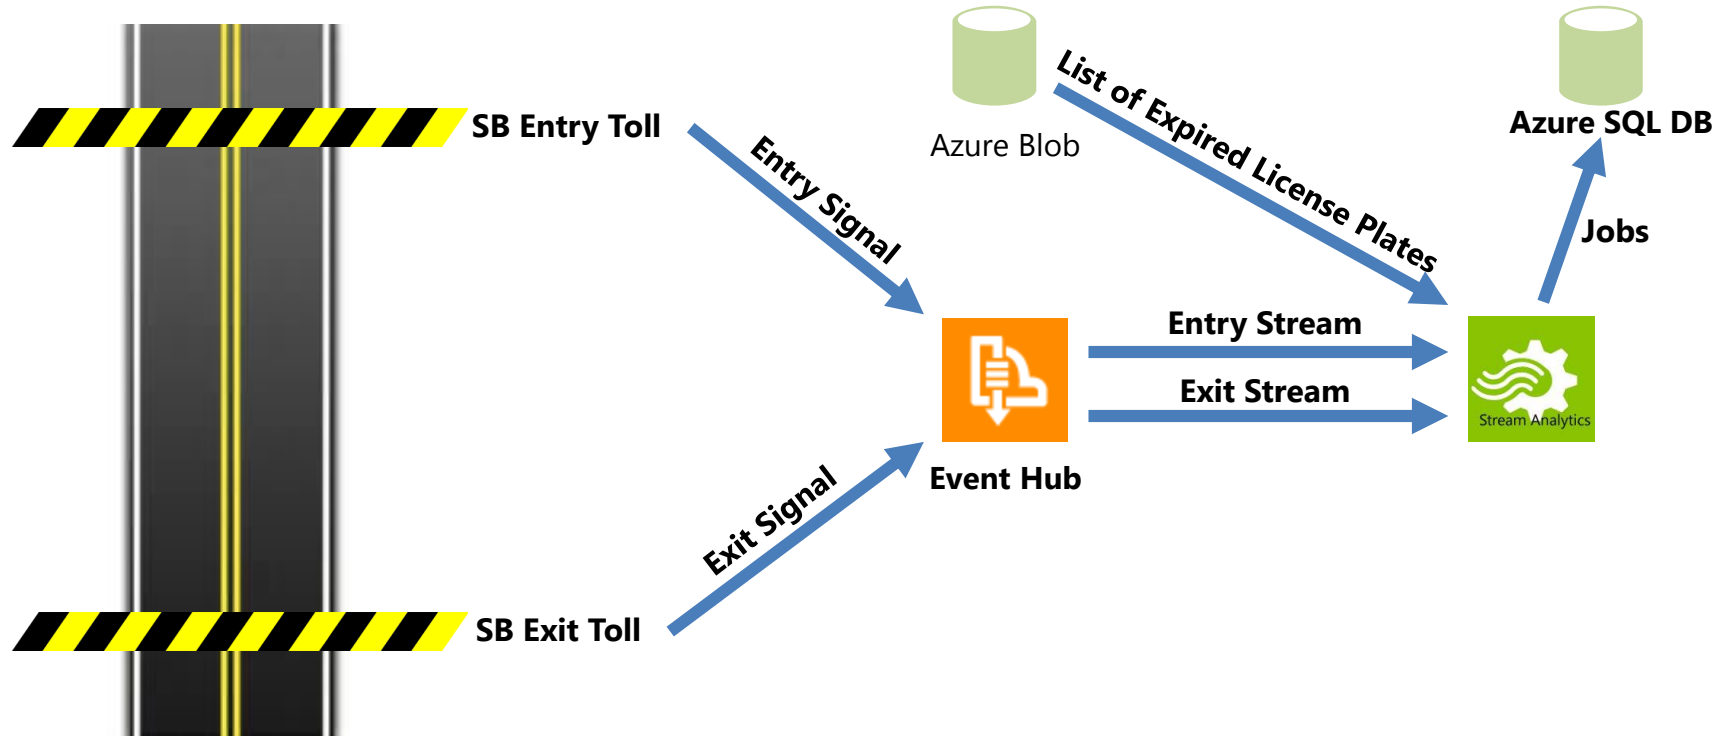 SB Entry Toll
Entry Signal
Azure Blob
List of Expired License Plates
Azure SQL DB
Jobs
Entry Stream
Exit Stream
Stream Analytics
Event Hub
Exit Signal
SB Exit Toll